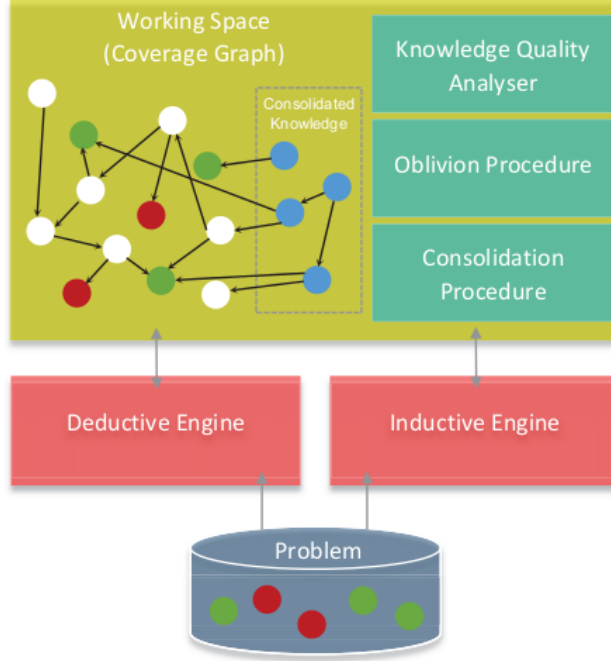 Working Space
(Coverage Graph)
Consolidated
Knowledge
Knowledge Quality
Analyser
Oblivion Procedure
Consolidation
Procedure
Deductive Engine
Inductive Engine
Problem